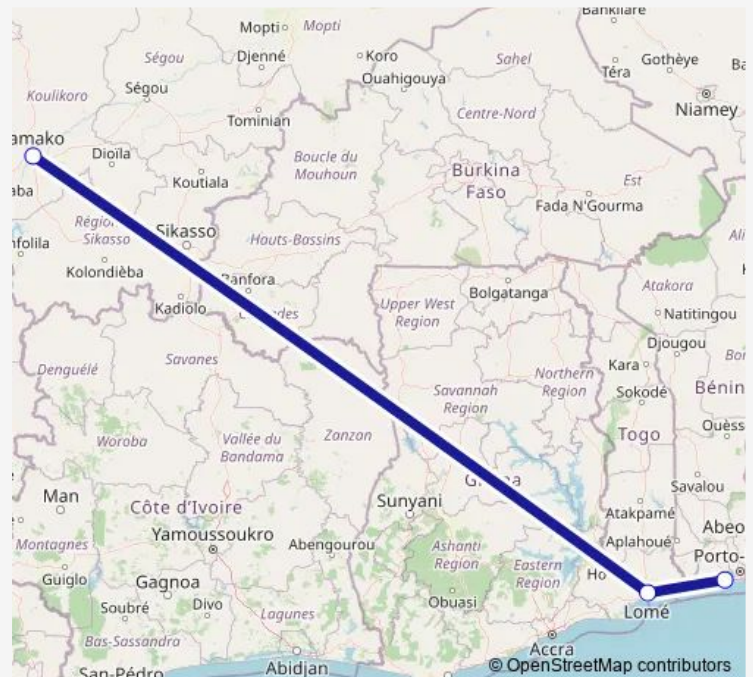 Bankilaré
Mopti
Mopti
Djenné
Koro
Ségou
Sahel
Gothèye
Téra
Ouahigouya
Ségou
Koulikoro
Niamey
Tominian
Centre-Nord
amako
Dioïla
Boucle du
Mouhoun
Koutiala
Burkina
Faso
Est
Fada N'Gourma
Sikasso
Sikasso
Hauts-Bassins
Kolondièba
Banfora
Kadiolo
Bolgatanga
Atakora
Upper West
Region
Natitingou
Djougou
Savanes
Denguélé
Kara
Northern
Region
Savannah
Region
Sokodé
Bénin
Togo
Woroba
Vallée du
Bandama
Zanzan
Savalou
Man
Côte d'Ivoire
Sunyani
Atakpamé
Abeo
Yamoussoukro
Aplahoué
Montagnes
Abengourou
Ashanti
Region
Porto-
Eastern
Region
Ho
Guiglo
Gagnoa
Soubré
Divo
Obuasi
Lomé
Lagunes
Bas-Sassandra
Accra
San-Pédro
Abidjan
© OpenStreetMap contributors